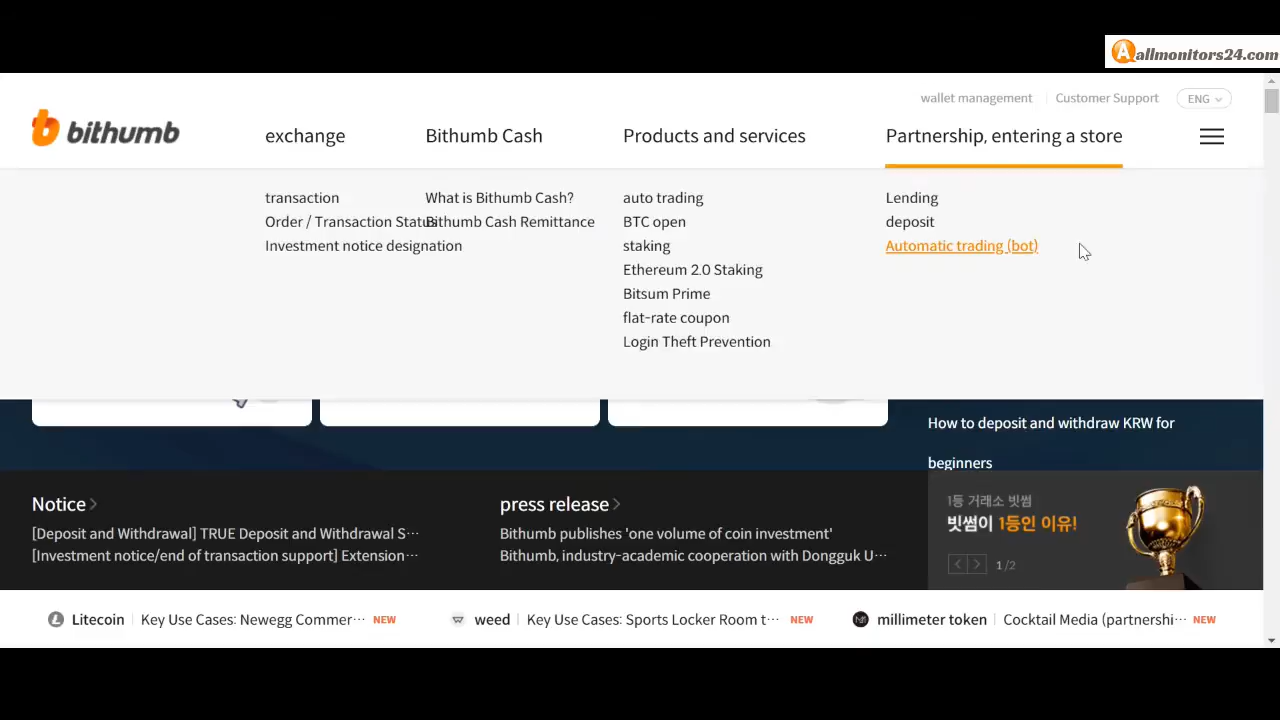 allmonitors24.com
wallet management
Customer Support
ENG
bithumb
exchange
Bithumb Cash
Products and services
Partnership, entering a store
transaction
Order / Transaction Status
Investment notice designation
What is Bithumb Cash?
Bithumb Cash Remittance
auto trading
BTC open
staking
Ethereum 2.0 Staking
Bitsum Prime
flat-rate coupon
Login Theft Prevention
Lending
deposit
Automatic trading (bot)
How to deposit and withdraw KRW for
beginners
Notice
[Deposit and Withdrawal] TRUE Deposit and Withdrawal S···
[Investment notice/end of transaction support] Extension···
press release
Bithumb publishes 'one volume of coin investment'
Bithumb, industry-academic cooperation with Dongguk U···
1등 거래소 빗썸
빗썸이 1등인 이유!
1 /2
Litecoin Key Use Cases: Newegg Commer··· NEW
weed Key Use Cases: Sports Locker Room t··· NEW
millimeter token Cocktail Media (partnershi··· NEW